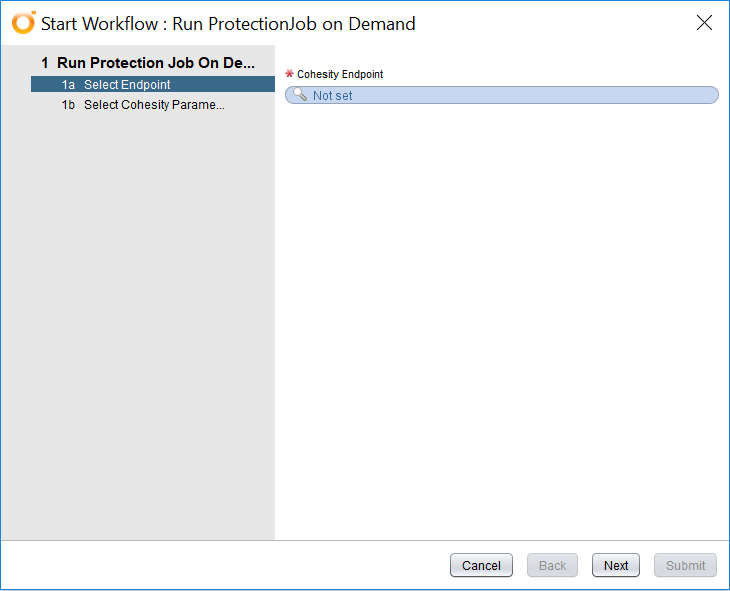 Start Workflow : Run ProtectionJob on Demand
1 Run Protection Job On De...
1a Select Endpoint
1b Select Cohesity Parame...
* Cohesity Endpoint
Not set
Cancel Back Next Submit